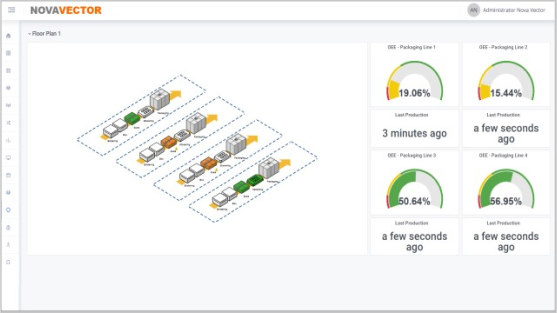 NOVAVECTOR
AN Administrator Nova Vector
- Floor Plan 1
OEE - Packaging Line 1
19.06%
OEE - Packaging Line 2
15.44%
Last Production
3 minutes ago
Last Production
a few seconds
ago
OEE - Packaging Line 3
50.64%
OEE - Packaging Line 4
56.95%
Last Production
a few seconds
ago
Last Production
a few seconds
ago